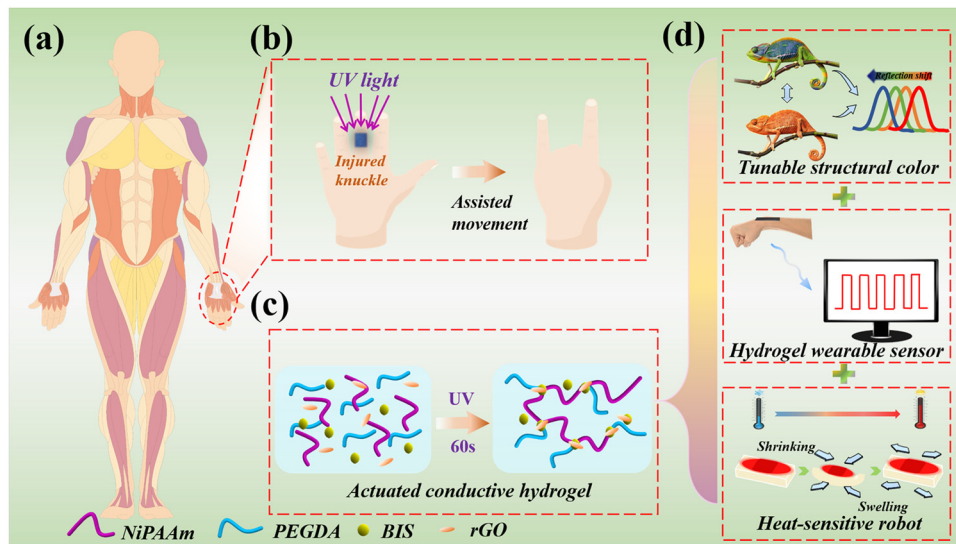 (a)
(b)
UV light
Injured
knuckle
Assisted
movement
(c)
UV
60s
Actuated conductive hydrogel
NiPAAm
PEGDA
BIS
rGO
(d)
Reflection shift
Tunable structural color
Hydrogel wearable sensor
Shrinking
Swelling
Heat-sensitive robot